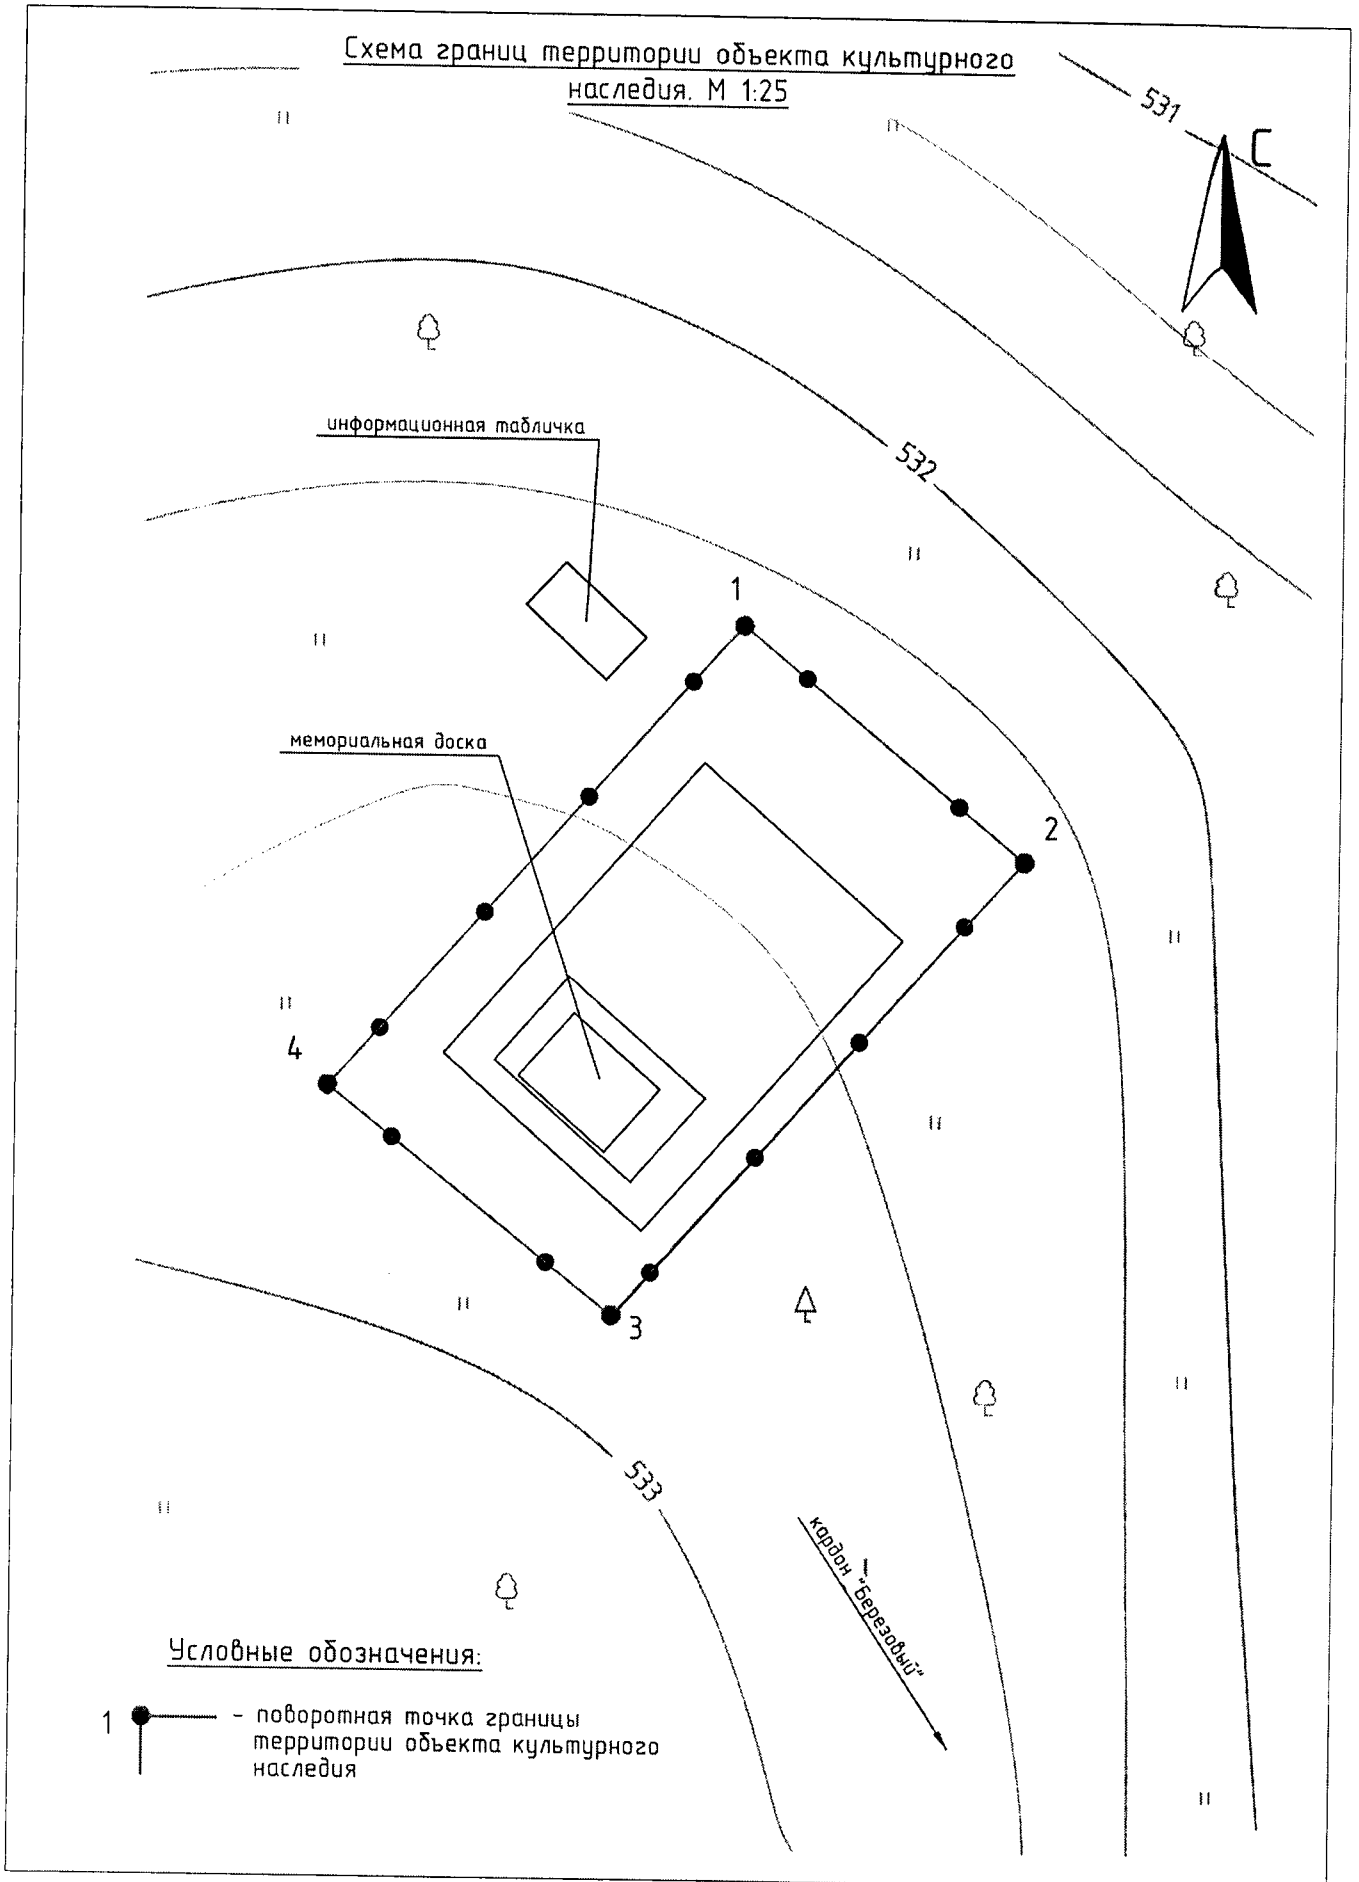 Схема границ территории объекта культурного
наследия. М 1:25
531
С
информационная табличка
532
1
мемориальная доска
2
4
3
533
кардон "Березовый"
Условные обозначения:
1 - поворотная точка границы
территории объекта культурного
наследия